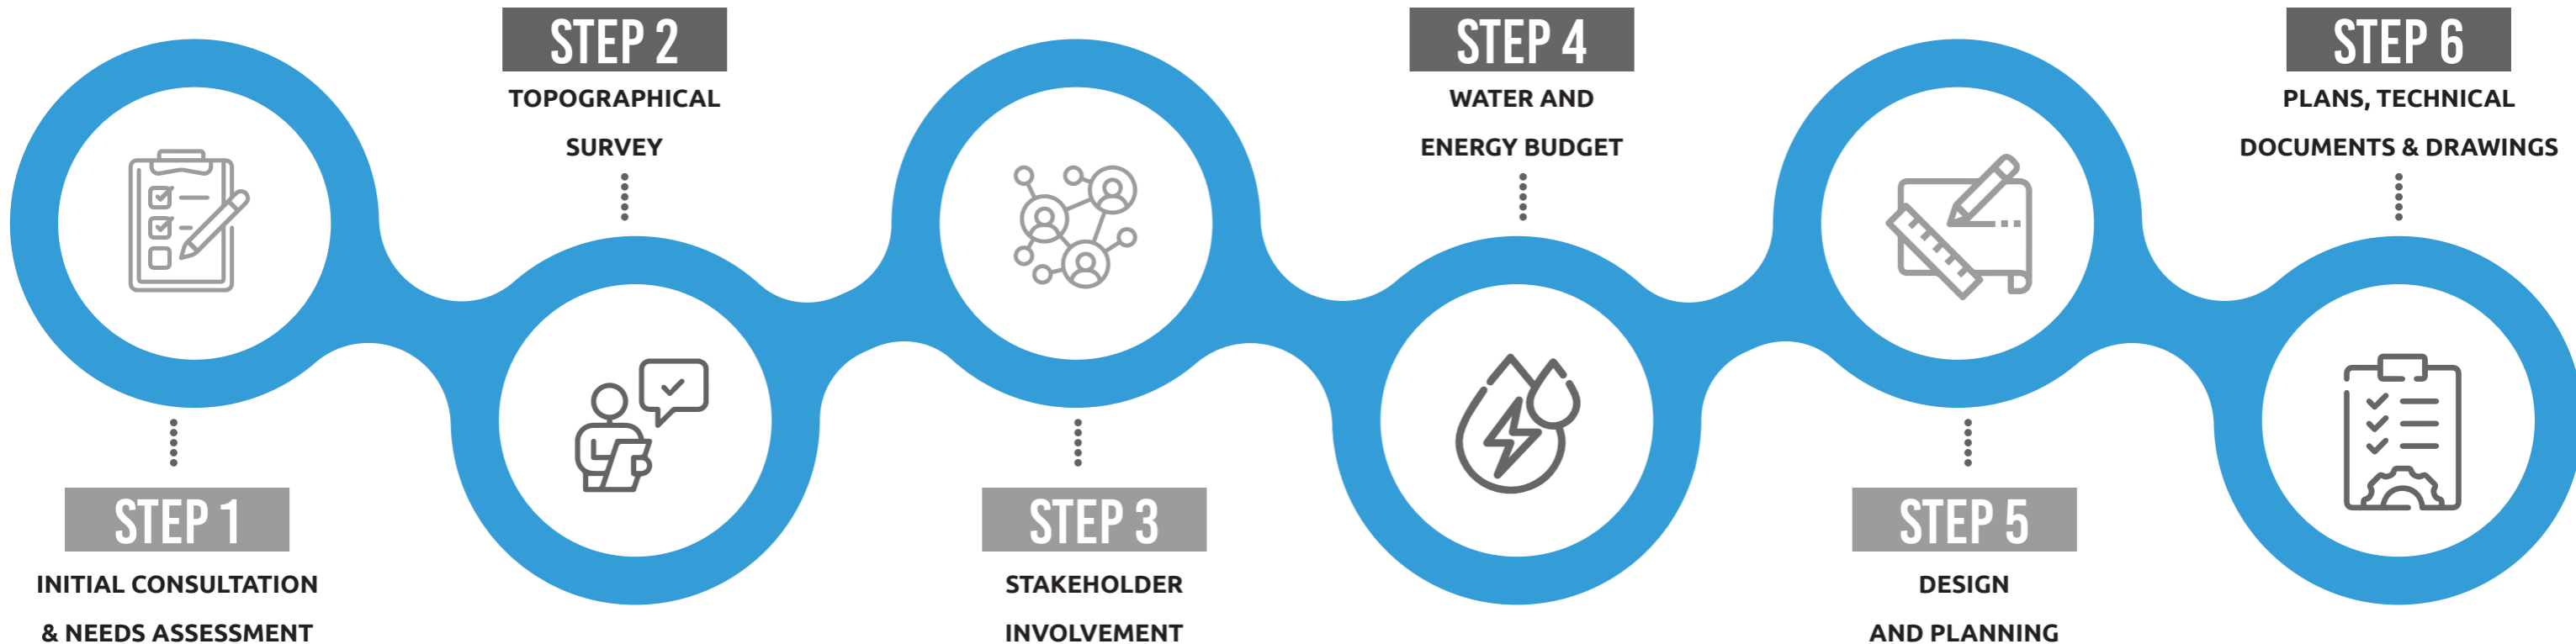 STEP 1
INITIAL CONSULTATION
& NEEDS ASSESSMENT
STEP 2
TOPOGRAPHICAL
SURVEY
STEP 3
STAKEHOLDER
INVOLVEMENT
STEP 4
WATER AND
ENERGY BUDGET
STEP 5
DESIGN
AND PLANNING
STEP 6
PLANS, TECHNICAL
DOCUMENTS & DRAWINGS